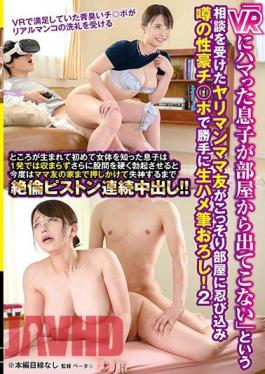 「VR」にハマった息子が部屋から出てこない」という
相談を受けたヤリマンママ友がこっそり部屋に忍び込み
噂の性豪チ◯ポで勝手に生ハメ筆おろし!2
VRで満足していた青臭いチ◯ポが
リアルマンコの洗礼を受ける
ところが生まれて初めて女体を知った息子は
1発では収まらずさらに股間を硬く勃起させると
今度はママ友の家まで押しかけて失神するまで
絶倫ピストン連続中出し!!
※本編目線なし
監督 ベータ☆
JAVHD
TODAY